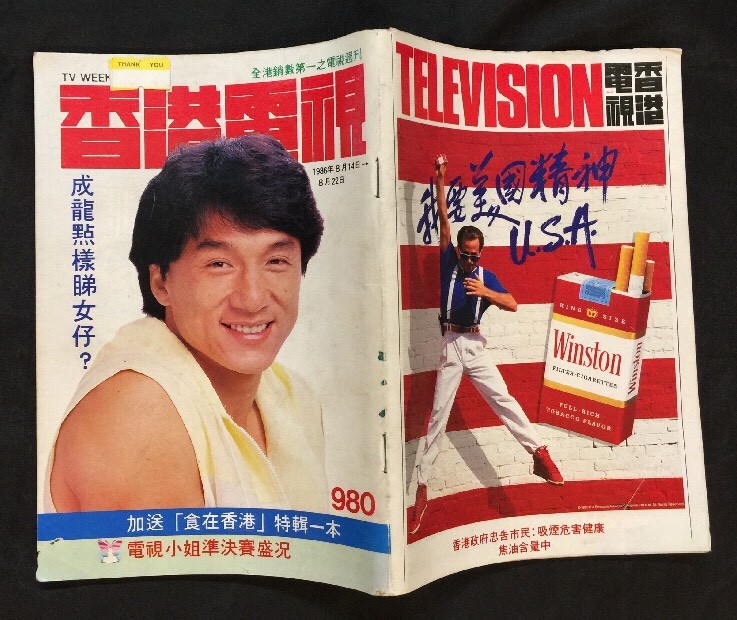 THANK YOU
TV WEEK
全港銷數第一之電視週刊
香港電視
1986年8月14日→
8月22日
成龍點樣睇女仔?
980
加送「食在香港」特輯一本
電視小姐準決賽盛况
TELEVISION
香港
電視
我要美國精神
U.S.A.
KING SIZE
Winston
FILTER·CIGARETTES
FULL·RICH
TOBACCO FLAVOR
Winston
香港政府忠告市民:吸煙危害健康
焦油含量中